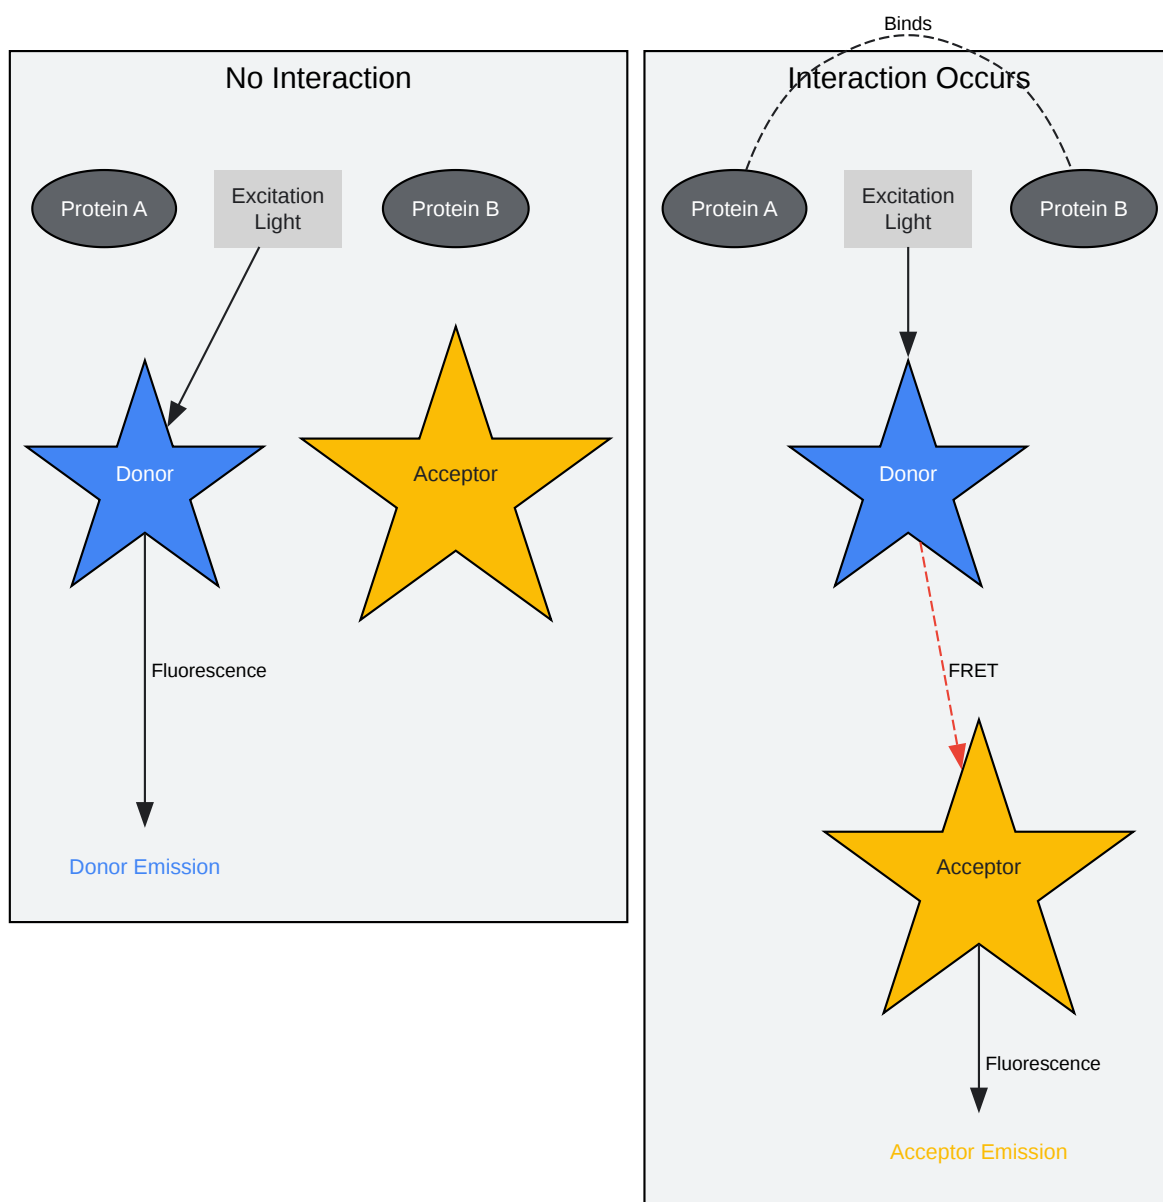 No Interaction
Protein A
Excitation
Light
Protein B
Donor
Acceptor
Fluorescence
Donor Emission
Binds
Interaction Occurs
Protein A
Excitation
Light
Protein B
Donor
FRET
Acceptor
Fluorescence
Acceptor Emission